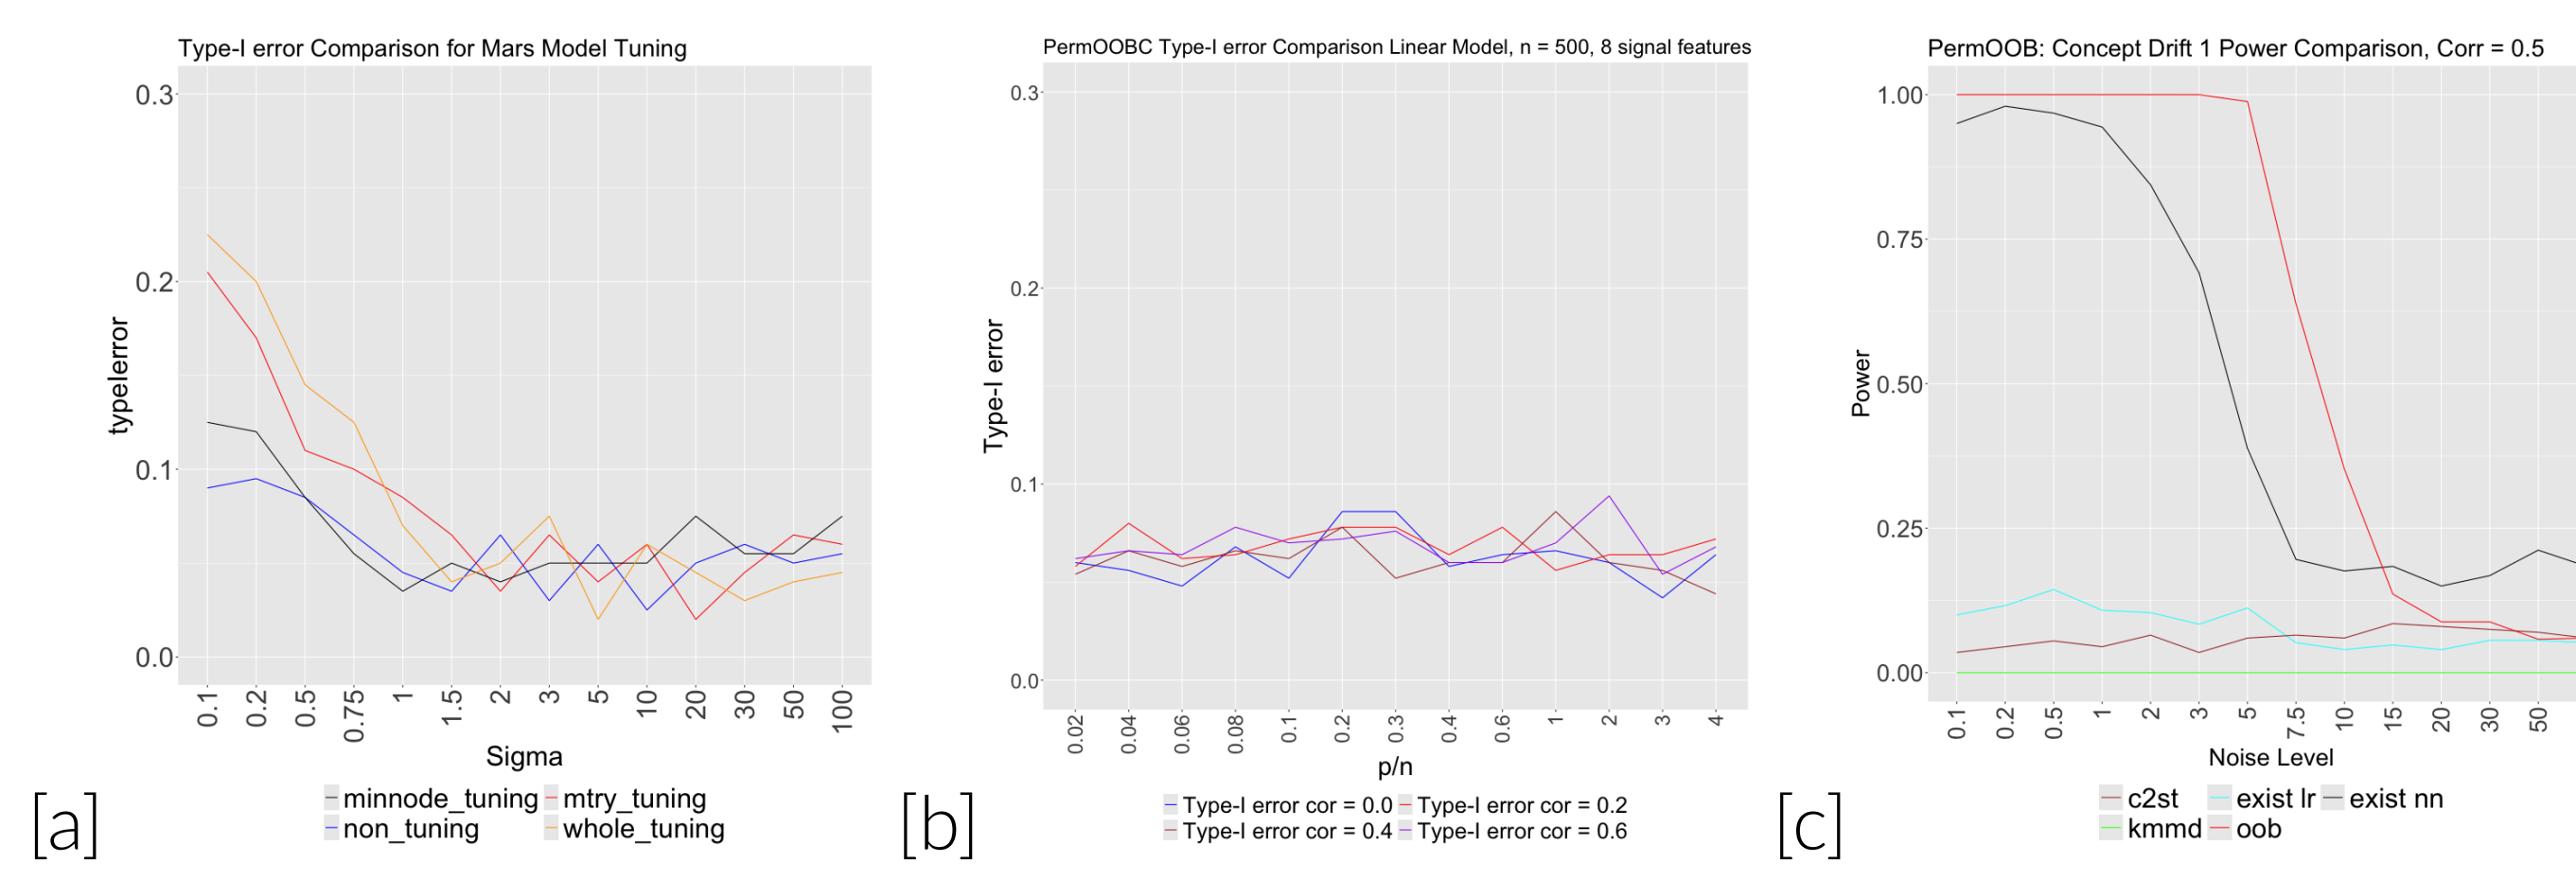 Type-I error Comparison for Mars Model Tuning
typeIerror
0.3
0.2
0.1
0.0
0.1 0.2 0.5 0.75 1 1.5 2 3 5 10 20 30 50 100
Sigma
minnode_tuning mtry_tuning
non_tuning whole_tuning
[a]
PermOOBC Type-I error Comparison Linear Model, n = 500, 8 signal features
Type-I error
0.3
0.2
0.1
0.0
0.02 0.04 0.06 0.08 0.1 0.2 0.3 0.4 0.6 1 2 3 4
p/n
Type-I error cor = 0.0 Type-I error cor = 0.2
Type-I error cor = 0.4 Type-I error cor = 0.6
[b]
PermOOB: Concept Drift 1 Power Comparison, Corr = 0.5
Power
1.00
0.75
0.50
0.25
0.00
0.1 0.2 0.5 1 2 3 5 7.5 10 15 20 30 50
Noise Level
c2st exist lr exist nn
kmmd oob
[c]